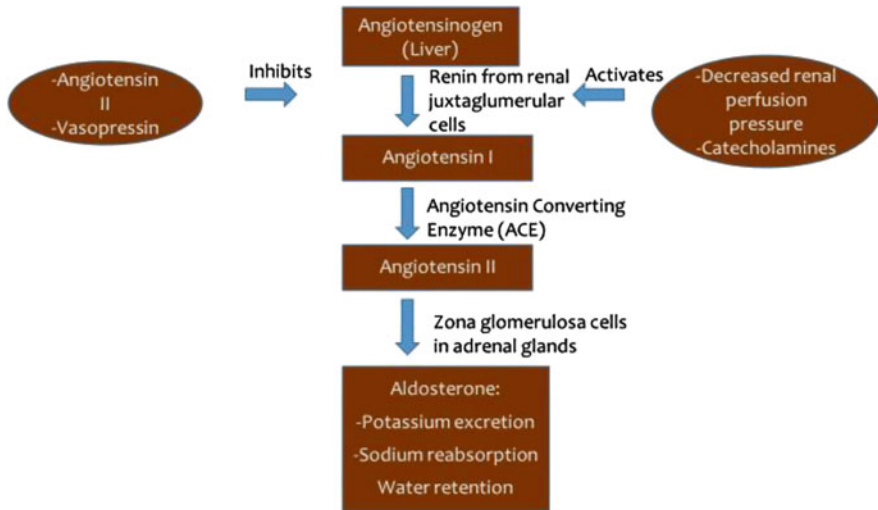 Angiotensinogen
(Liver)
Inhibits
-Angiotensin
II
-Vasopressin
Renin from renal
juxtaglumerular
cells
Activates
-Decreased renal
perfusion
pressure
-Catecholamines
Angiotensin I
Angiotensin Converting
Enzyme (ACE)
Angiotensin II
Zona glomerulosa cells
in adrenal glands
Aldosterone:
-Potassium excretion
-Sodium reabsorption
Water retention